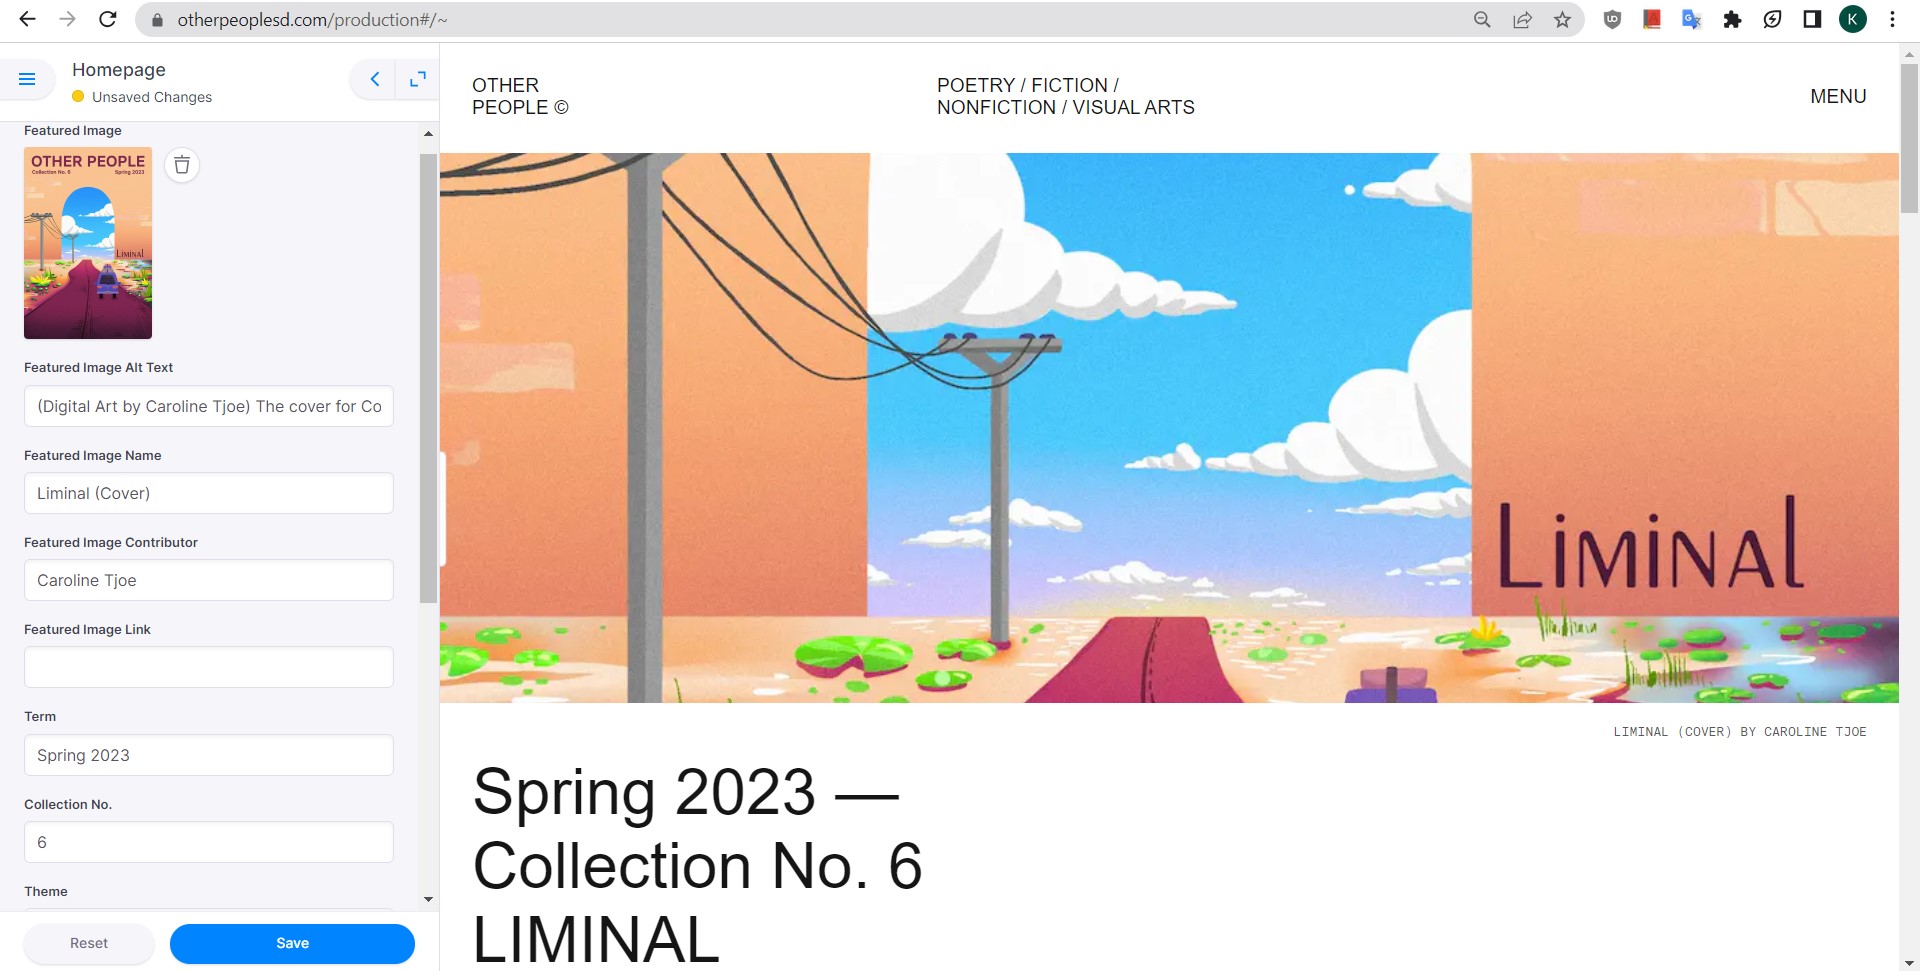 otherpeoplesd.com/production#/~
K
Homepage
Unsaved Changes
Featured Image
OTHER PEOPLE
Collection No. 6 Spring 2023
LIMINAl
Featured Image Alt Text
(Digital Art by Caroline Tjoe) The cover for Co
Featured Image Name
Liminal (Cover)
Featured Image Contributor
Caroline Tjoe
Featured Image Link
Term
Spring 2023
Collection No.
6
Theme
Reset
Save
OTHER
PEOPLE ©
POETRY / FICTION /
NONFICTION / VISUAL ARTS
MENU
LiMiNAl
LIMINAL (COVER) BY CAROLINE TJOE
Spring 2023 —
Collection No. 6
LIMINAL